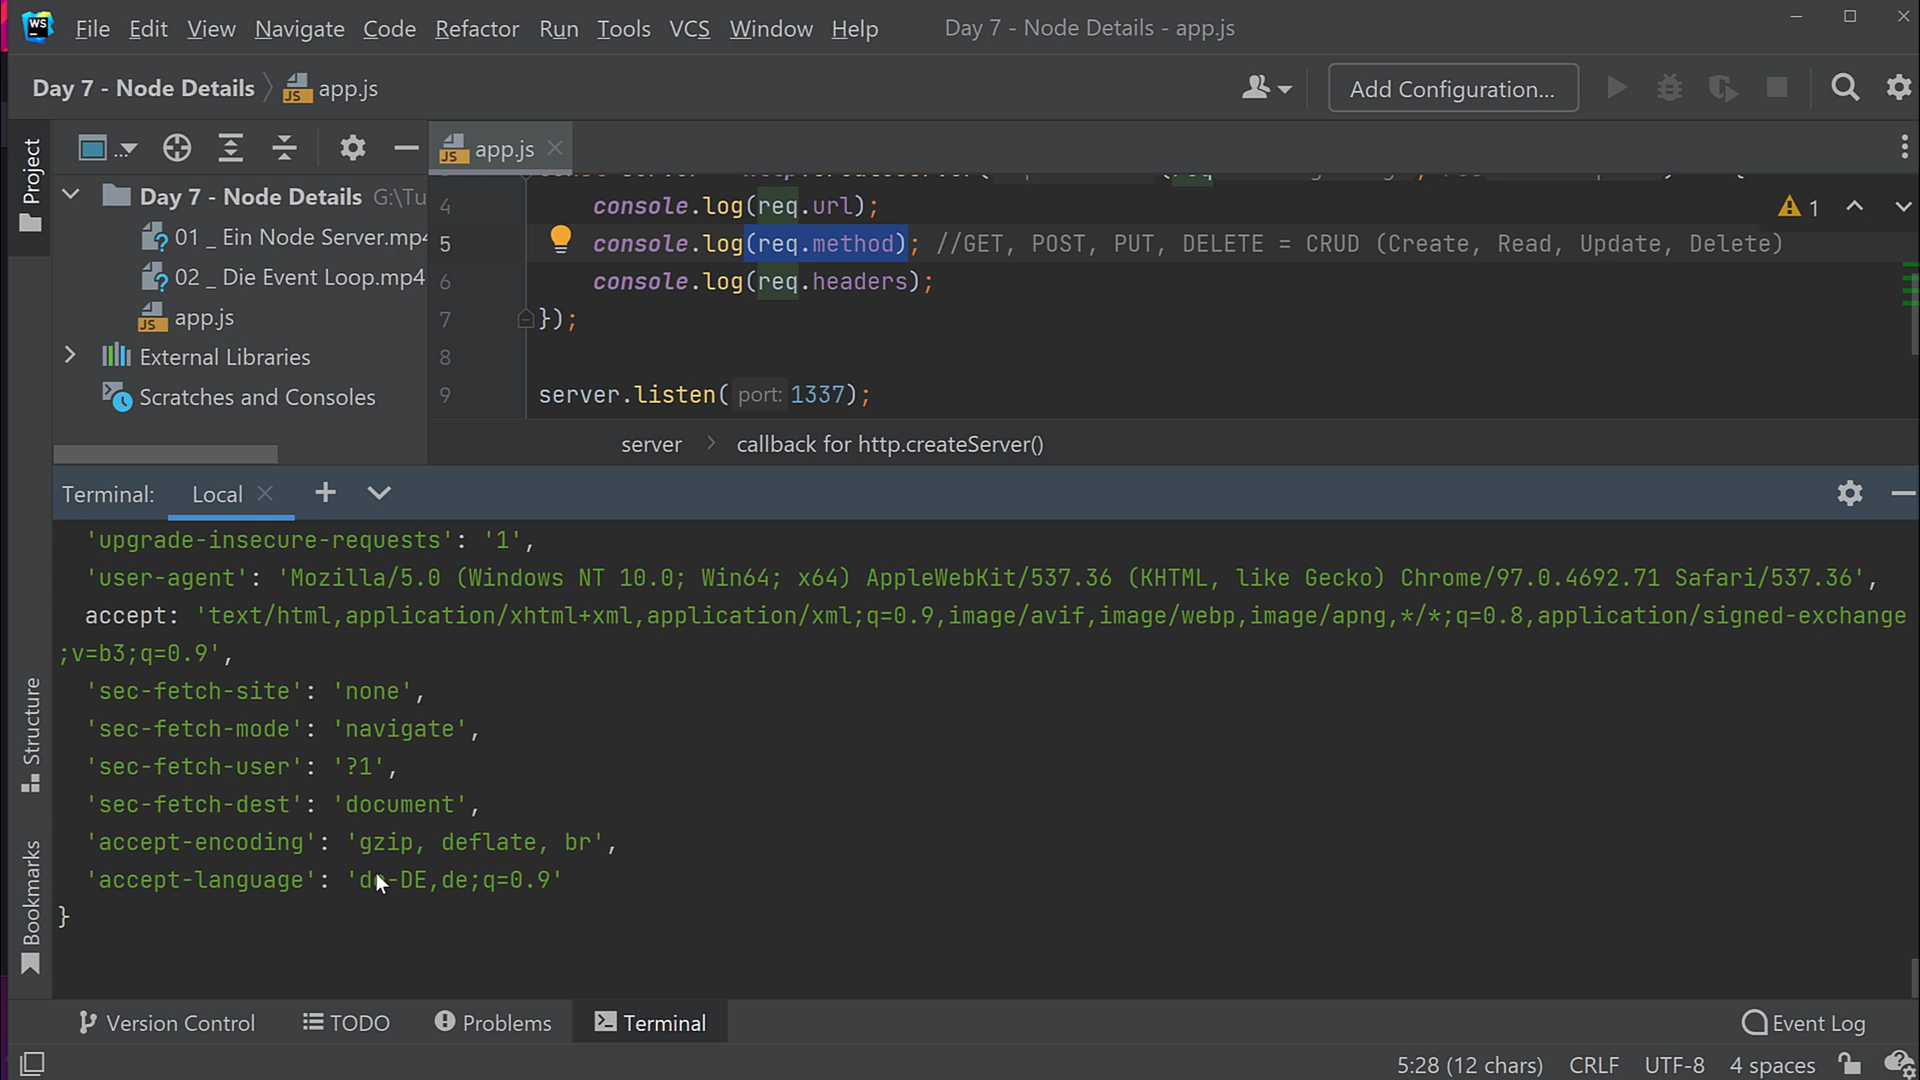 WS File Edit View Navigate Code Refactor Run Tools VCS Window Help Day 7 - Node Details - app.js
Day 7 - Node Details JS app.js Add Configuration...
Project
JS app.js
Day 7 - Node Details G:\Tu
01 _ Ein Node Server.mp4
02 _ Die Event Loop.mp4
JS app.js
External Libraries
Scratches and Consoles
4 console.log(req.url);
5 console.log(req.method); //GET, POST, PUT, DELETE = CRUD (Create, Read, Update, Delete)
6 console.log(req.headers);
7 });
8
9 server.listen( port: 1337);
1
server callback for http.createServer()
Terminal: Local
'upgrade-insecure-requests': '1',
'user-agent': 'Mozilla/5.0 (Windows NT 10.0; Win64; x64) AppleWebKit/537.36 (KHTML, like Gecko) Chrome/97.0.4692.71 Safari/537.36',
accept: 'text/html,application/xhtml+xml,application/xml;q=0.9,image/avif,image/webp,image/apng,*/*;q=0.8,application/signed-exchange
;v=b3;q=0.9',
'sec-fetch-site': 'none',
'sec-fetch-mode': 'navigate',
'sec-fetch-user': '?1',
'sec-fetch-dest': 'document',
'accept-encoding': 'gzip, deflate, br',
'accept-language': 'de-DE,de;q=0.9'
}
Structure
Bookmarks
Version Control TODO Problems Terminal Event Log
5:28 (12 chars) CRLF UTF-8 4 spaces